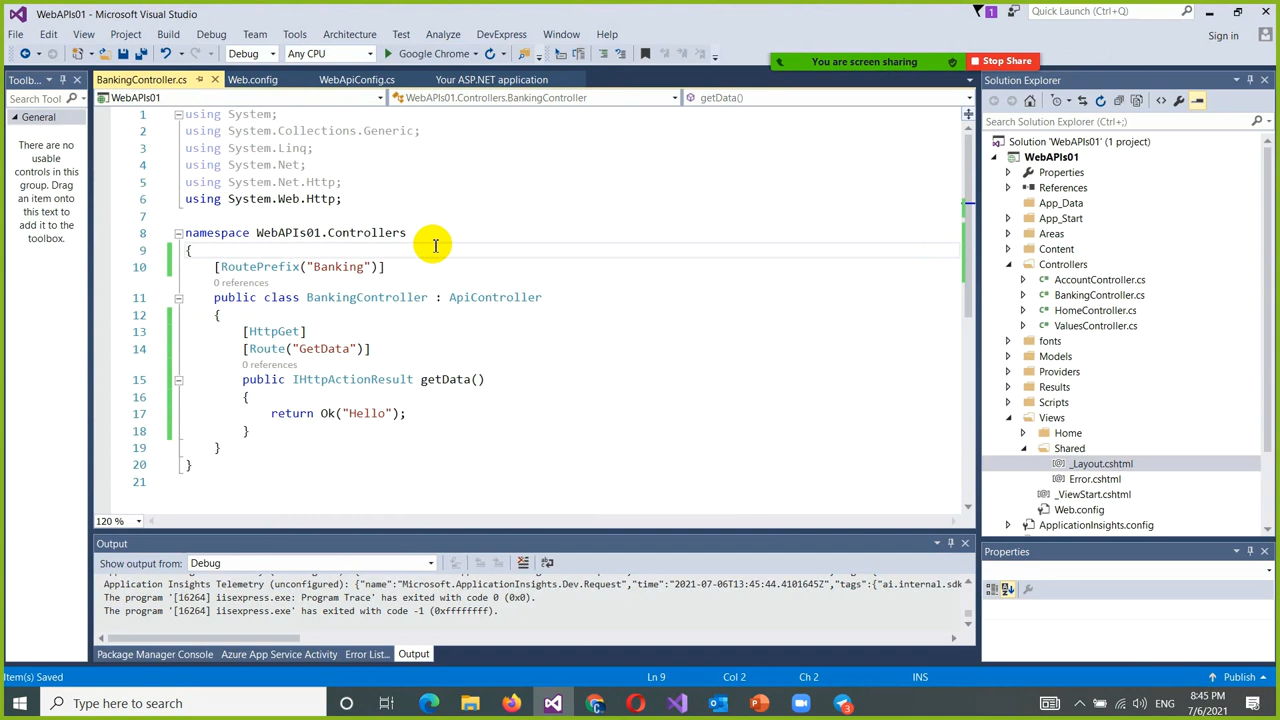 WebAPIs01 - Microsoft Visual Studio
1
Quick Launch (Ctrl+Q)
File Edit View Project Build Debug Team Tools Architecture Test Analyze DevExpress Window Help
Sign in
Debug Any CPU Google Chrome
You are screen sharing Stop Share
Toolb...
BankingController.cs Web.config WebApiConfig.cs Your ASP.NET application
Solution Explorer
Search Tool
WebAPIs01 WebAPIs01.Controllers.BankingController getData()
General
There are no
usable
controls in this
group. Drag
an item onto
this text to
add it to the
toolbox.
1 using System;
2 using System.Collections.Generic;
3 using System.Linq;
4 using System.Net;
5 using System.Net.Http;
6 using System.Web.Http;
7
8 namespace WebAPIs01.Controllers
9 {
10 [RoutePrefix("Banking")]
0 references
11 public class BankingController : ApiController
12 {
13 [HttpGet]
14 [Route("GetData")]
0 references
15 public IHttpActionResult getData()
16 {
17 return Ok("Hello");
18 }
19 }
20 }
21
120 %
Search Solution Explorer (Ctrl+;)
Solution 'WebAPIs01' (1 project)
WebAPIs01
Properties
References
App_Data
App_Start
Areas
Content
Controllers
AccountController.cs
BankingController.cs
HomeController.cs
ValuesController.cs
fonts
Models
Providers
Results
Scripts
Views
Home
Shared
_Layout.cshtml
Error.cshtml
_ViewStart.cshtml
Web.config
ApplicationInsights.config
Output
Show output from: Debug
Application Insights Telemetry (unconfigured): {"name":"Microsoft.ApplicationInsights.Dev.Request","time":"2021-07-06T13:45:44.4101645Z","tags":{"ai.internal.sdk
The program '[16264] iisexpress.exe: Program Trace' has exited with code 0 (0x0).
The program '[16264] iisexpress.exe' has exited with code -1 (0xffffffff).
Package Manager Console Azure App Service Activity Error List... Output
Properties
Item(s) Saved Ln 9 Col 2 Ch 2 INS Publish
Type here to search
ENG
8:45 PM
7/6/2021